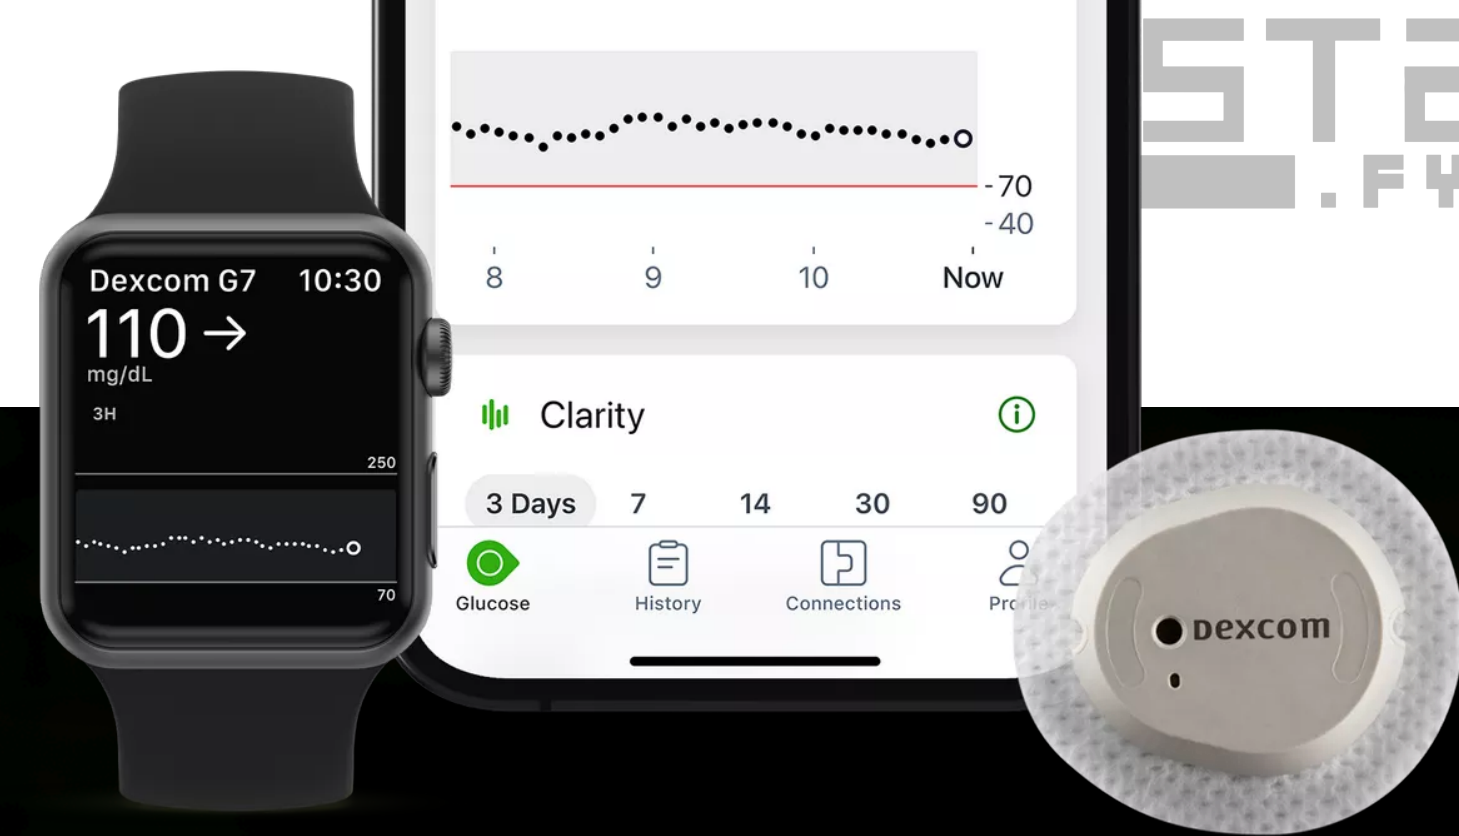 Dexcom G7 10:30
110 →
mg/dL
3H
250
70
-70
-40
8 9 10 Now
Clarity
3 Days 7 14 30 90
Glucose History Connections
Dexcom